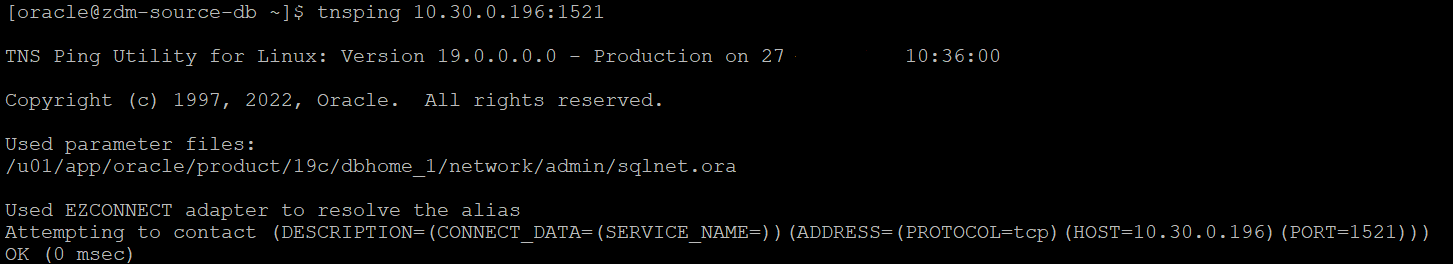 [oracle@zdm-source-db ~]$ tnsping 10.30.0.196:1521
TNS Ping Utility for Linux: Version 19.0.0.0.0 - Production on 27 10:36:00
Copyright (c) 1997, 2022, Oracle.  All rights reserved.
Used parameter files:
/u01/app/oracle/product/19c/dbhome_1/network/admin/sqlnet.ora
Used EZCONNECT adapter to resolve the alias
Attempting to contact (DESCRIPTION=(CONNECT_DATA=(SERVICE_NAME=))(ADDRESS=(PROTOCOL=tcp)(HOST=10.30.0.196)(PORT=1521)))
OK (0 msec)